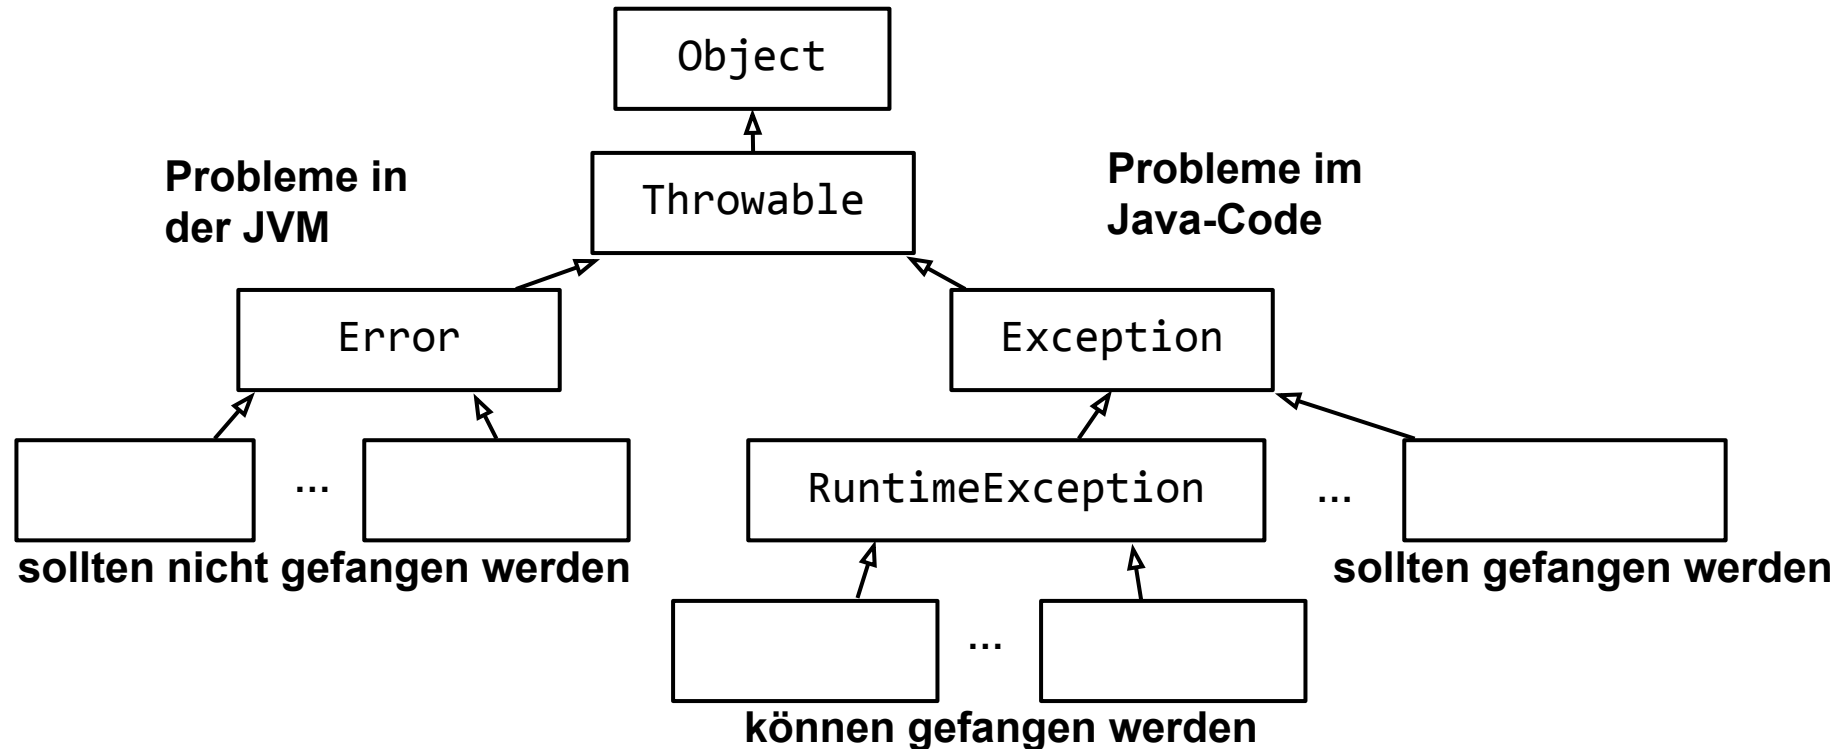 Object
Probleme in
der JVM
Throwable
Probleme im
Java-Code
Error
Exception
...
RuntimeException
...
sollten nicht gefangen werden
sollten gefangen werden
...
können gefangen werden